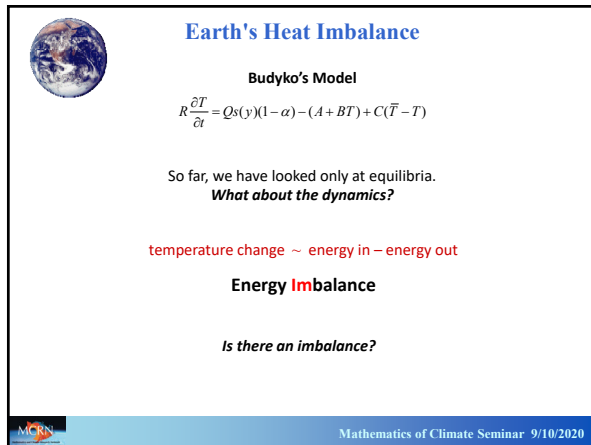 Earth's Heat Imbalance
Budyko's Model
R ∂T/∂t = Qs(y)(1−α)−(A+BT)+C(T̅−T)
So far, we have looked only at equilibria.
What about the dynamics?
temperature change ~ energy in – energy out
Energy Imbalance
Is there an imbalance?
MCRN
Mathematics of Climate Seminar 9/10/2020